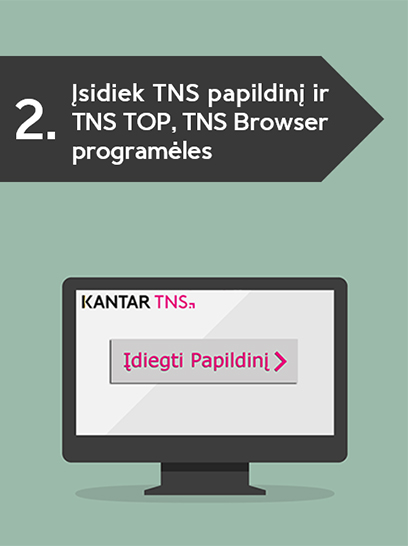 2.
Įsidiek TNS papildinį ir
TNS TOP, TNS Browser
programėles
KANTAR TNS
Įdiegti Papildinį